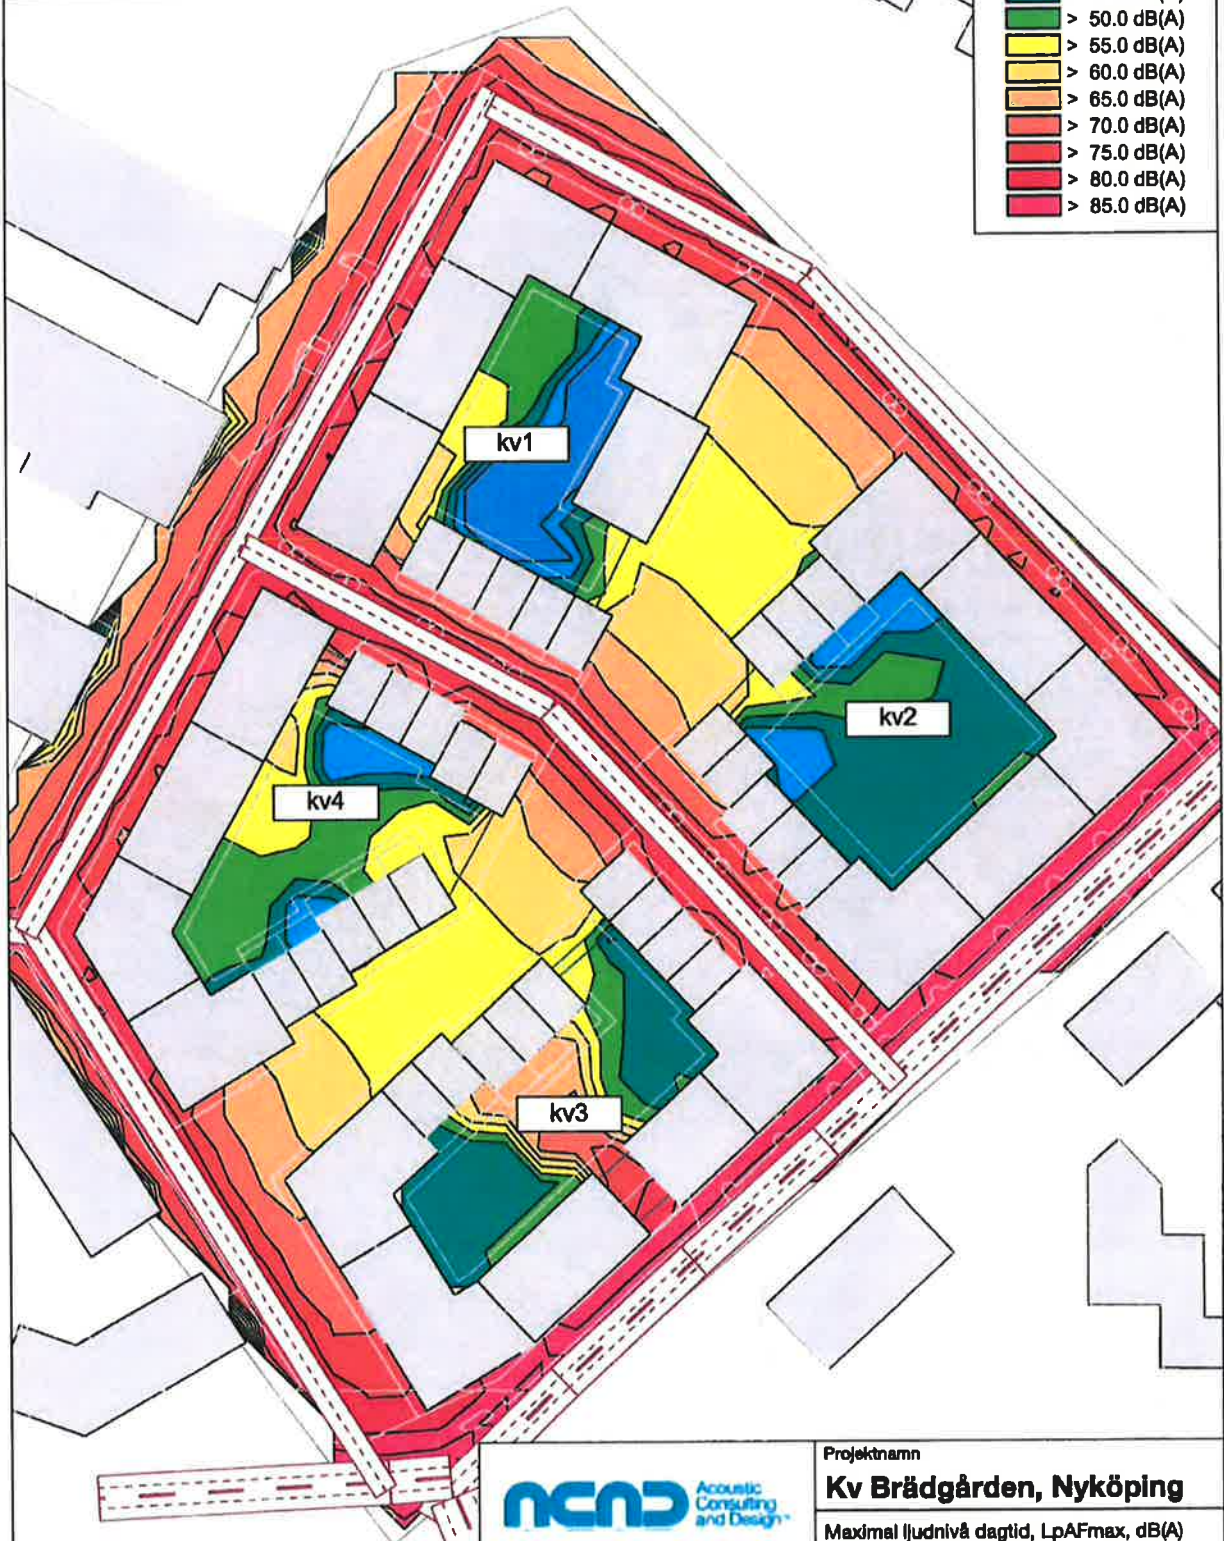 > 50.0 dB(A)
> 55.0 dB(A)
> 60.0 dB(A)
> 65.0 dB(A)
> 70.0 dB(A)
> 75.0 dB(A)
> 80.0 dB(A)
> 85.0 dB(A)
kv1
kv2
kv4
kv3
Acoustic
Consulting
and Design
Projektnamn
Kv Brädgården, Nyköping
Maximal ljudnivå dagtid, LpAFmax, dB(A)